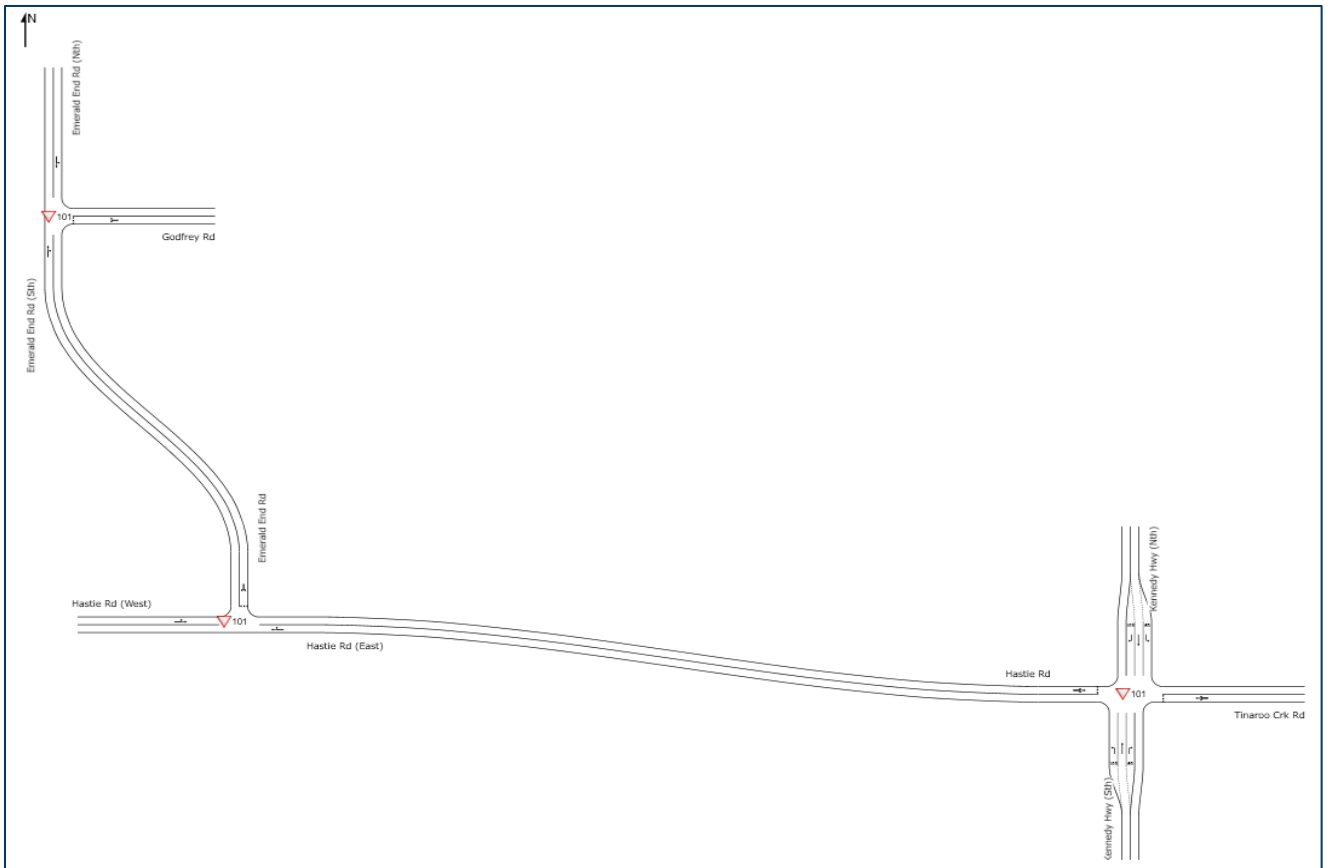 N
Emerald End Rd (Nth)
101
Godfrey Rd
Emerald End Rd (Sth)
Emerald End Rd
Hastie Rd (West)
101
Hastie Rd (East)
Kennedy Hwy (Nth)
Hastie Rd
101
Tinaroo Crk Rd
Kennedy Hwy (Sth)